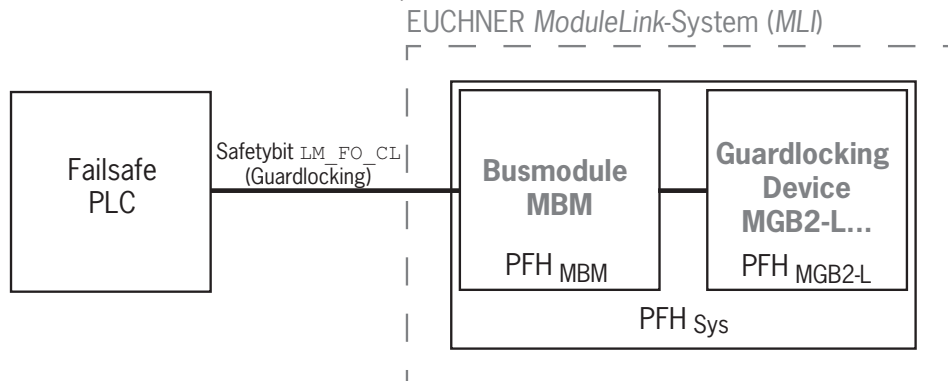 EUCHNER ModuleLink-System (MLI)
Failsafe
PLC
Safetybit LM_FO_CL
(Guardlocking)
Busmodule
MBM
PFH MBM
Guardlocking
Device
MGB2-L...
PFH MGB2-L
PFH Sys